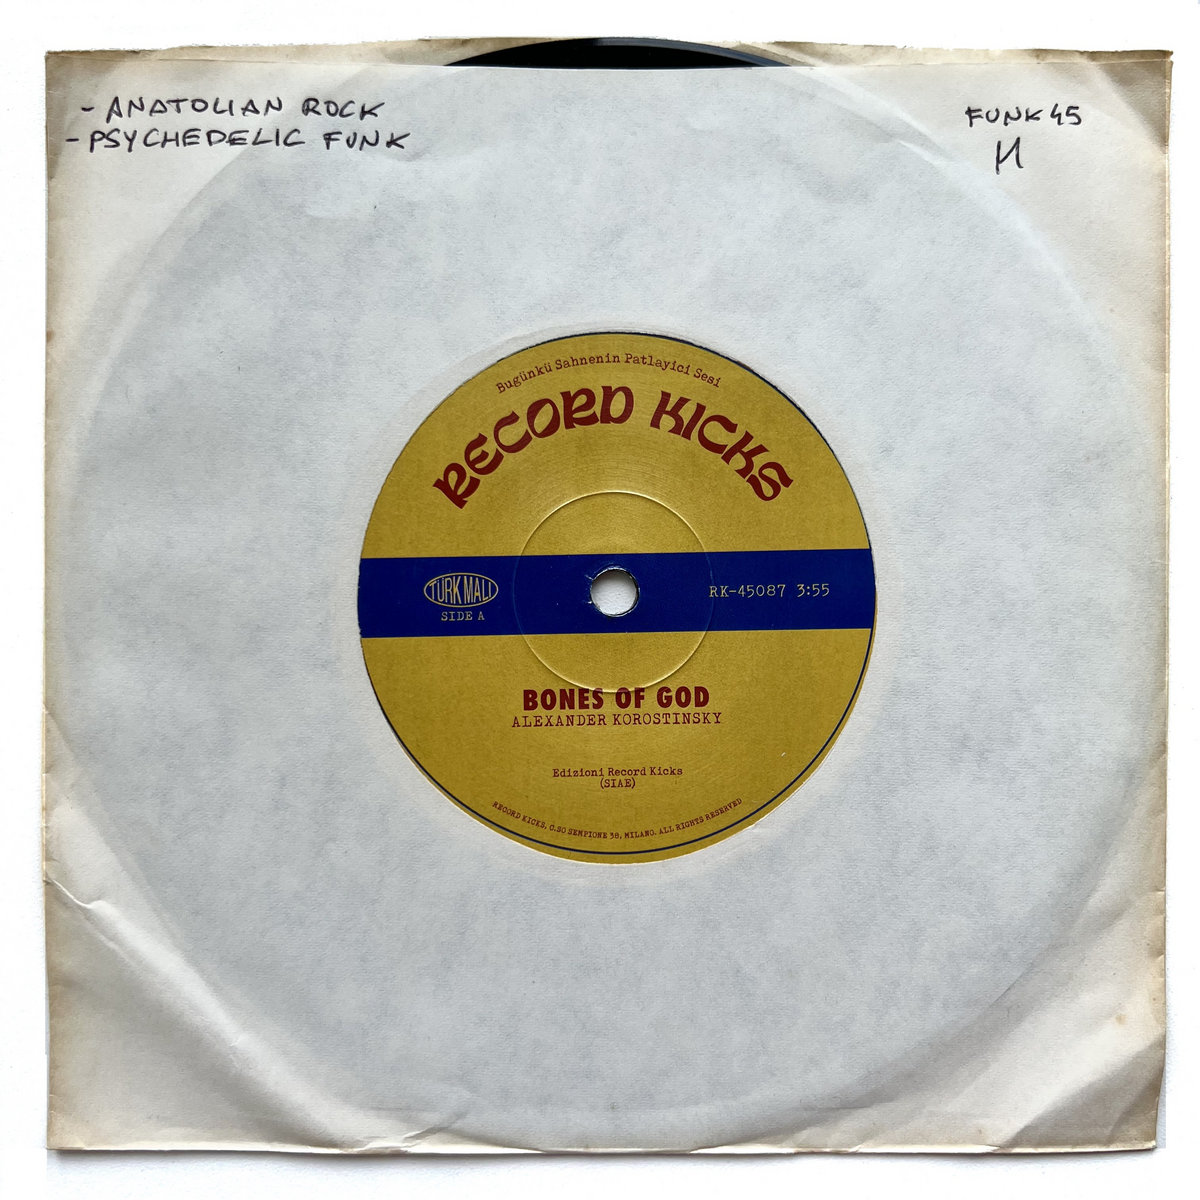 - ANATOLIAN ROCK
- PSYCHEDELIC FUNK
FUNK 45
Bugünkü Sahnenin Patlayici Sesi
RECORD KICKS
TÜRK MALI
SIDE A
RK-45087 3:55
BONES OF GOD
ALEXANDER KOROSTINSKY
Edizioni Record Kicks
(SIAE)
RECORD KICKS, C.SO SEMPIONE 38, MILANO. ALL RIGHTS RESERVED